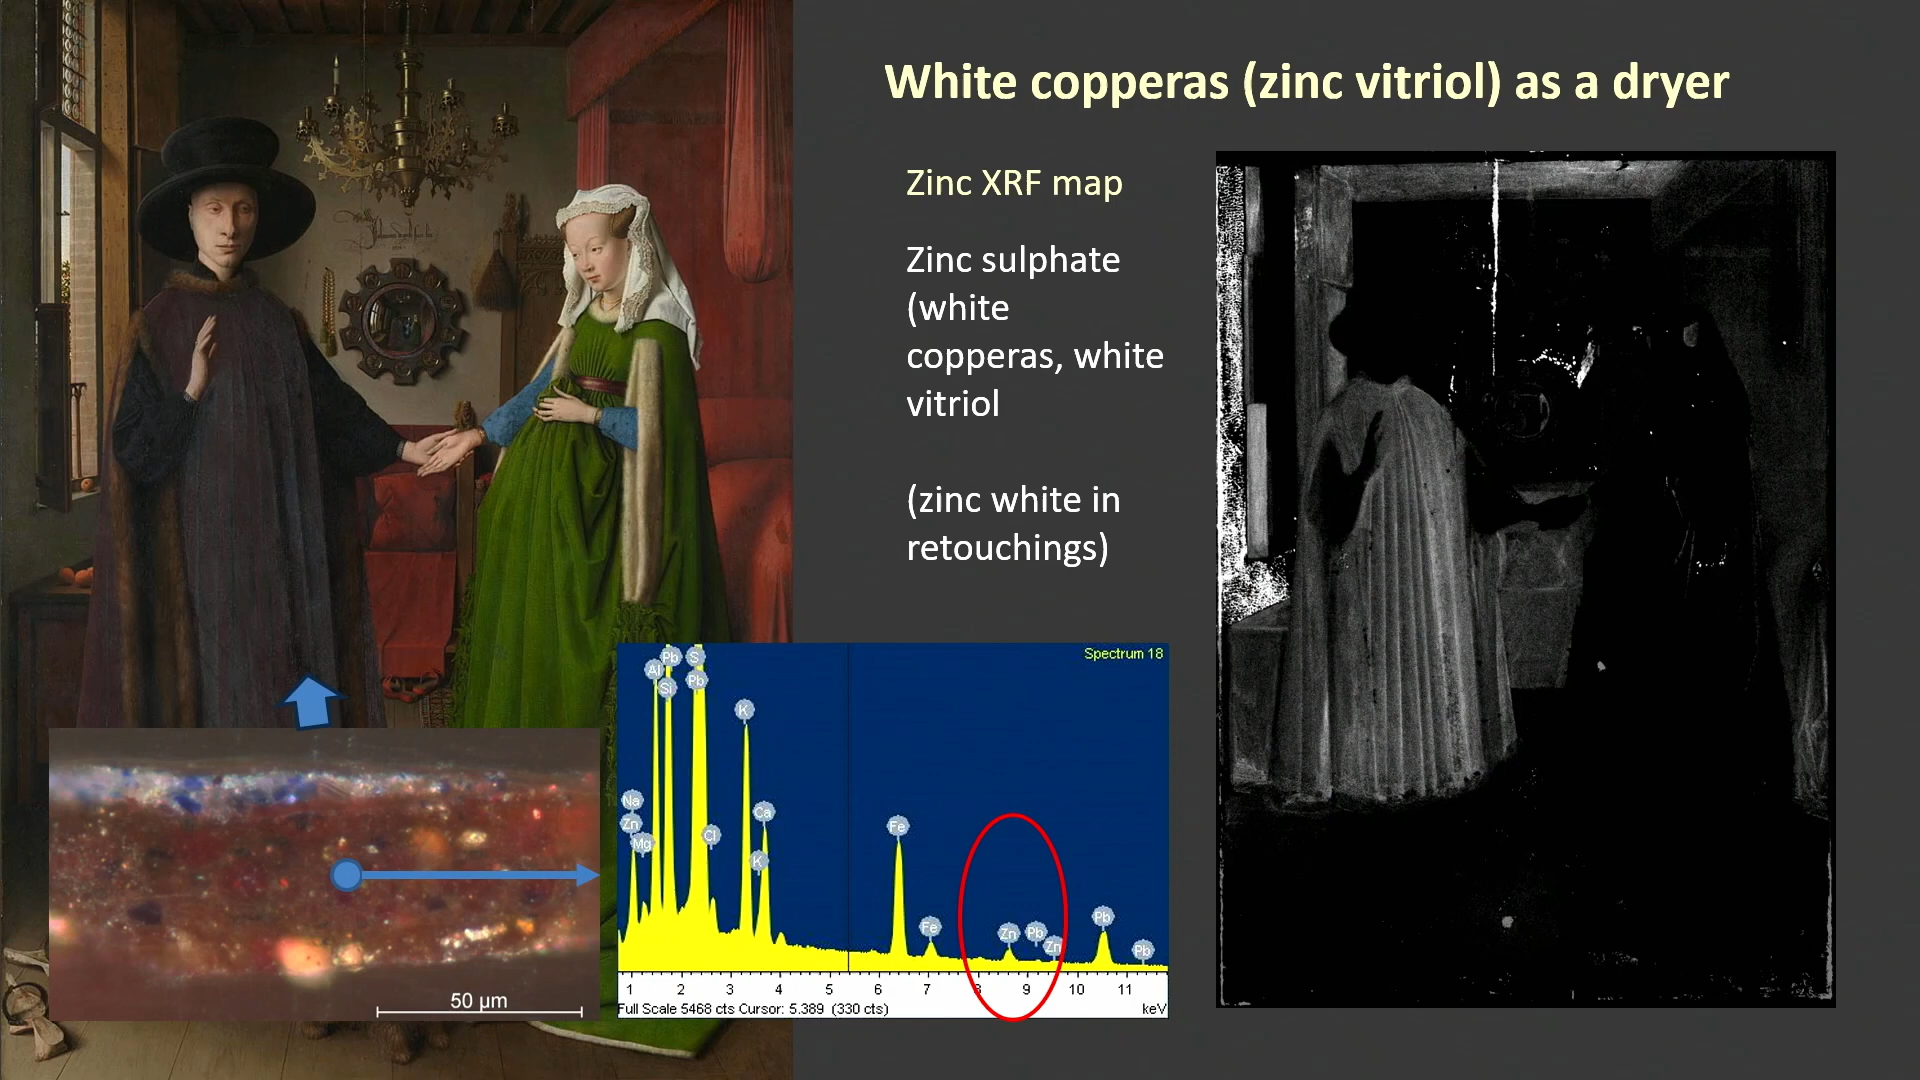 White copperas (zinc vitriol) as a dryer
Zinc XRF map
Zinc sulphate
(white
copperas, white
vitriol
(zinc white in
retouchings)
Spectrum 18
Pb
S
Al
Si
Pb
K
Na
Zn
Mg
Cl
Ca
K
Fe
Fe
Zn
Pb
Zn
Pb
Pb
1 2 3 4 5 6 7 8 9 10 11
Full Scale 5468 cts Cursor: 5.389 (330 cts) keV
50 µm